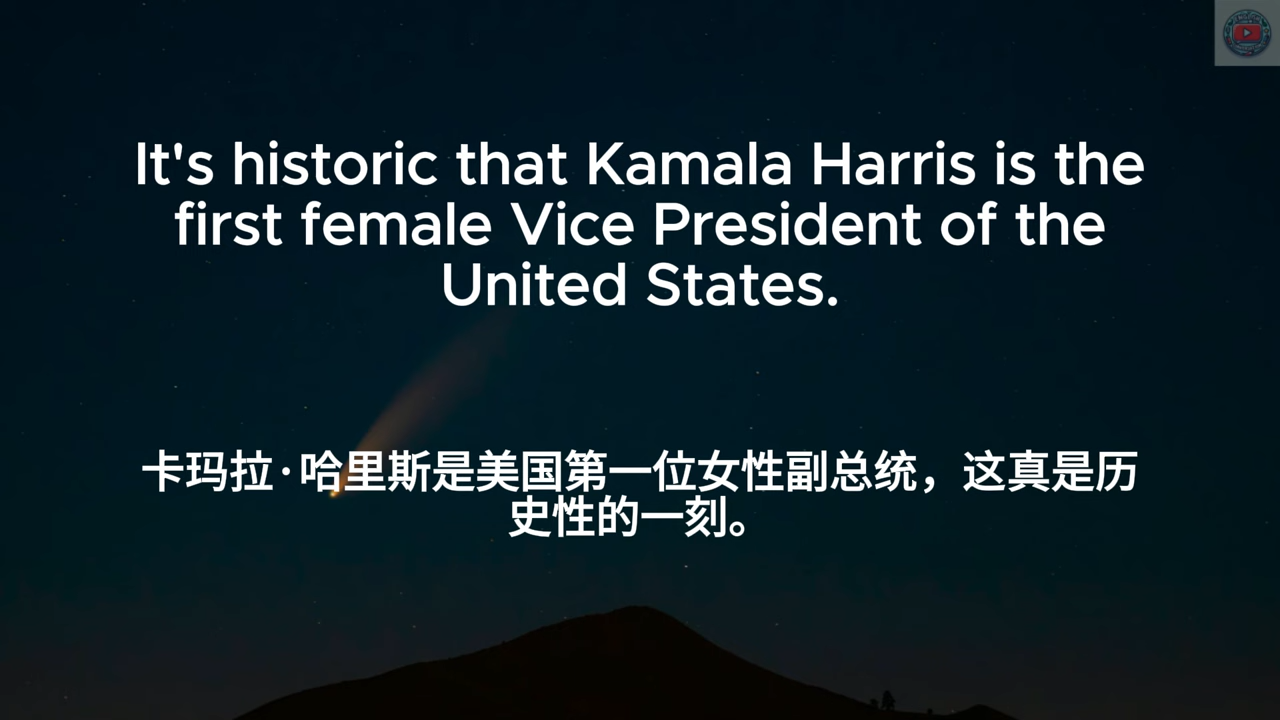 It's historic that Kamala Harris is the
first female Vice President of the
United States.
卡玛拉·哈里斯是美国第一位女性副总统，这真是历
史性的一刻。